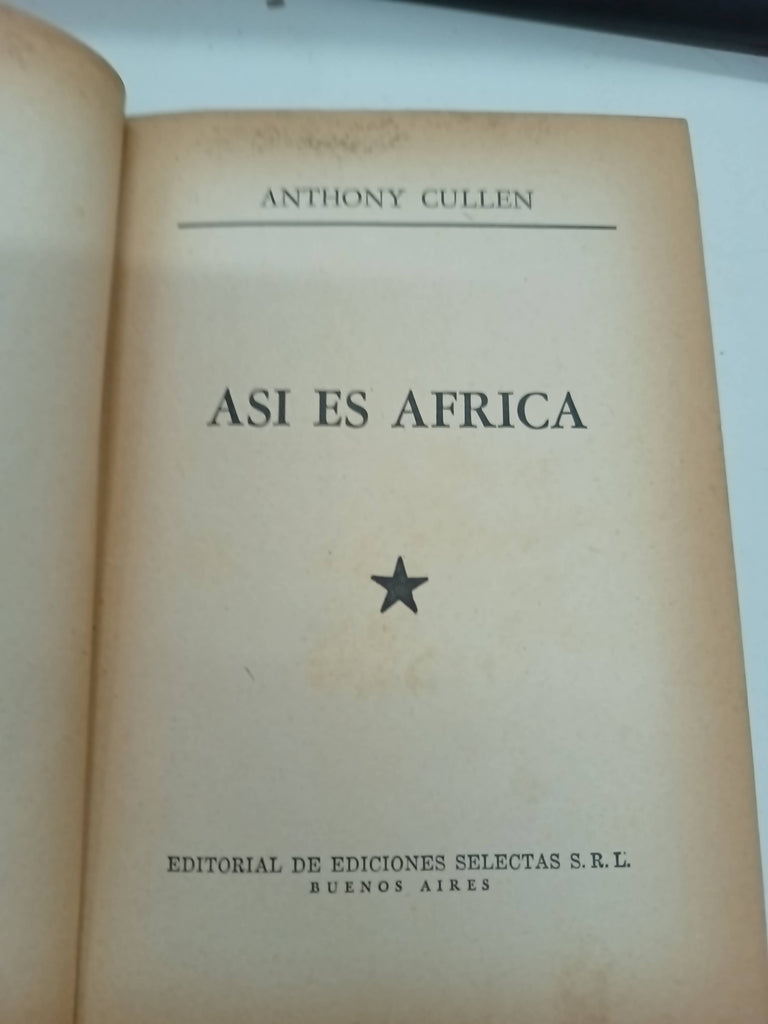 ANTHONY CULLEN
ASI ES AFRICA
EDITORIAL DE EDICIONES SELECTAS S. R. L.
BUENOS AIRES